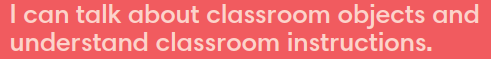 I can talk about classroom objects and
understand classroom instructions.